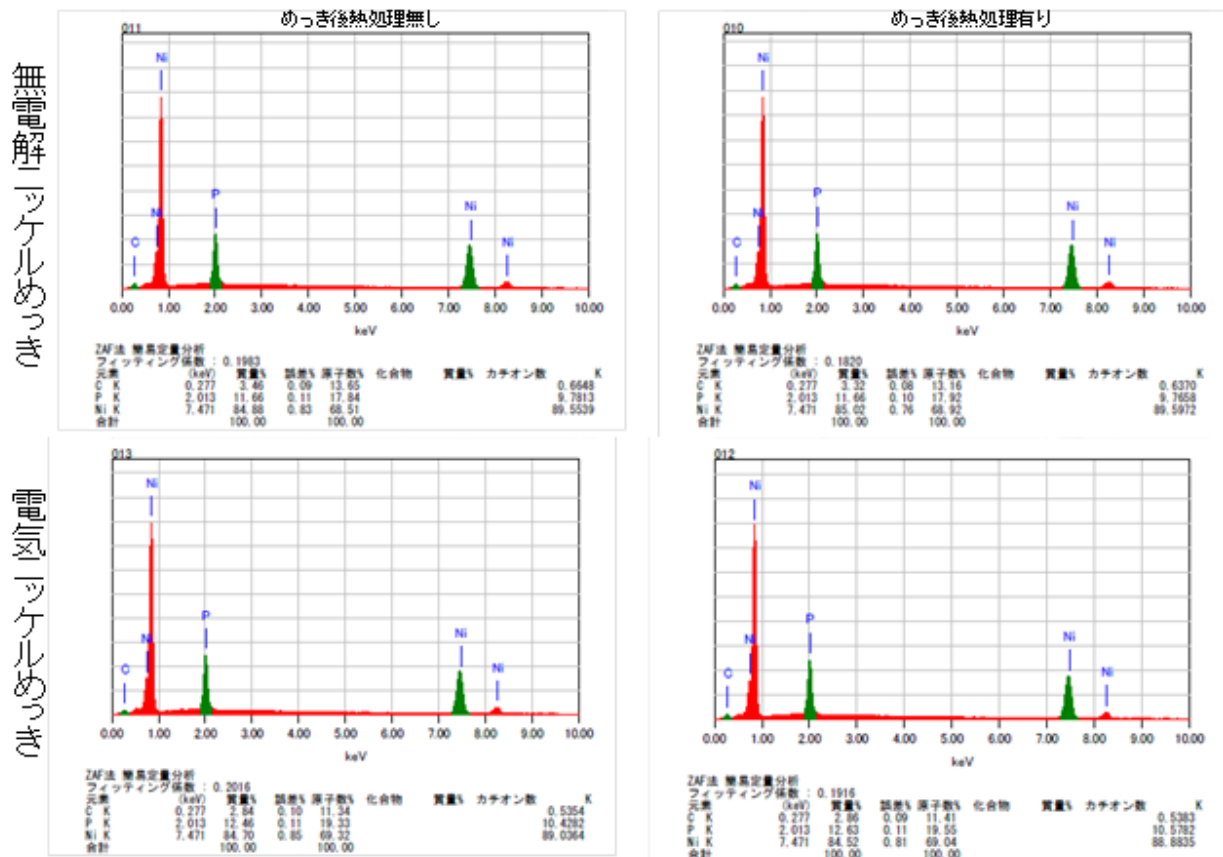 めっき後熱処理無し
めっき後熱処理有り
無電解ニッケルめっき
011
Ni
P
Ni
Ni
C
Ni
0.00 1.00 2.00 3.00 4.00 5.00 6.00 7.00 8.00 9.00 10.00
keV
ZAF法 簡易定量分析
フィッティング係数 : 0.1983
元素 (keV) 質量% 誤差% 原子数% 化合物 質量% カチオン数 K
C K 0.277 3.46 0.09 13.65 0.6648
P K 2.013 11.66 0.11 17.84 9.7813
Ni K 7.471 84.88 0.83 68.51 89.5539
合計 100.00 100.00
010
Ni
P
Ni
Ni
C
Ni
0.00 1.00 2.00 3.00 4.00 5.00 6.00 7.00 8.00 9.00 10.00
keV
ZAF法 簡易定量分析
フィッティング係数 : 0.1820
元素 (keV) 質量% 誤差% 原子数% 化合物 質量% カチオン数 K
C K 0.277 3.32 0.08 13.16 0.6370
P K 2.013 11.66 0.10 17.92 9.7658
Ni K 7.471 85.02 0.76 68.92 89.5972
合計 100.00 100.00
電気ニッケルめっき
013
Ni
P
Ni
Ni
C
Ni
0.00 1.00 2.00 3.00 4.00 5.00 6.00 7.00 8.00 9.00 10.00
keV
ZAF法 簡易定量分析
フィッティング係数 : 0.2016
元素 (keV) 質量% 誤差% 原子数% 化合物 質量% カチオン数 K
C K 0.277 2.84 0.10 11.34 0.5354
P K 2.013 12.46 0.11 19.33 10.4282
Ni K 7.471 84.70 0.85 69.32 89.0364
合計 100.00 100.00
012
Ni
P
Ni
Ni
C
Ni
0.00 1.00 2.00 3.00 4.00 5.00 6.00 7.00 8.00 9.00 10.00
keV
ZAF法 簡易定量分析
フィッティング係数 : 0.1916
元素 (keV) 質量% 誤差% 原子数% 化合物 質量% カチオン数 K
C K 0.277 2.86 0.09 11.41 0.5383
P K 2.013 12.63 0.11 19.55 10.5782
Ni K 7.471 84.52 0.81 69.04 88.8835
合計 100.00 100.00